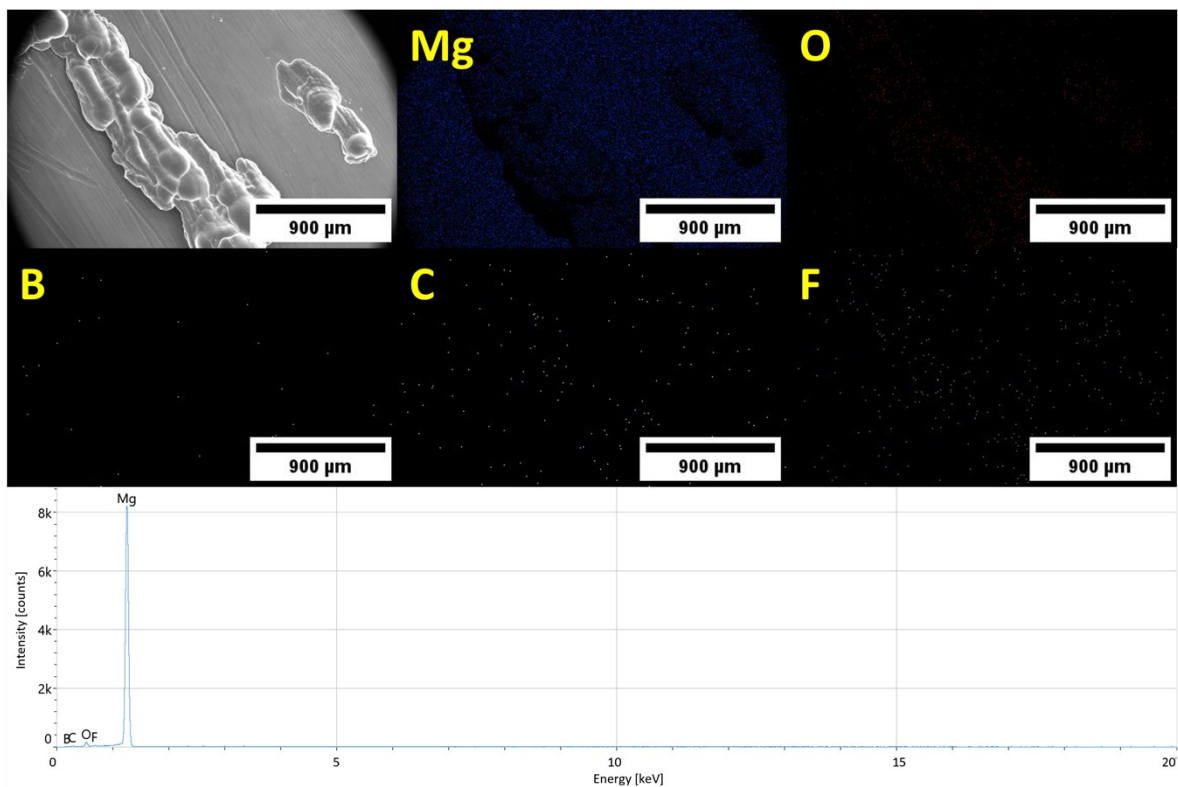 Mg
O
900 µm
900 µm
900 µm
B
C
F
900 µm
900 µm
900 µm
Mg
8k
6k
4k
2k
0
B C O F
Intensity [counts]
0 5 10 15 20
Energy [keV]